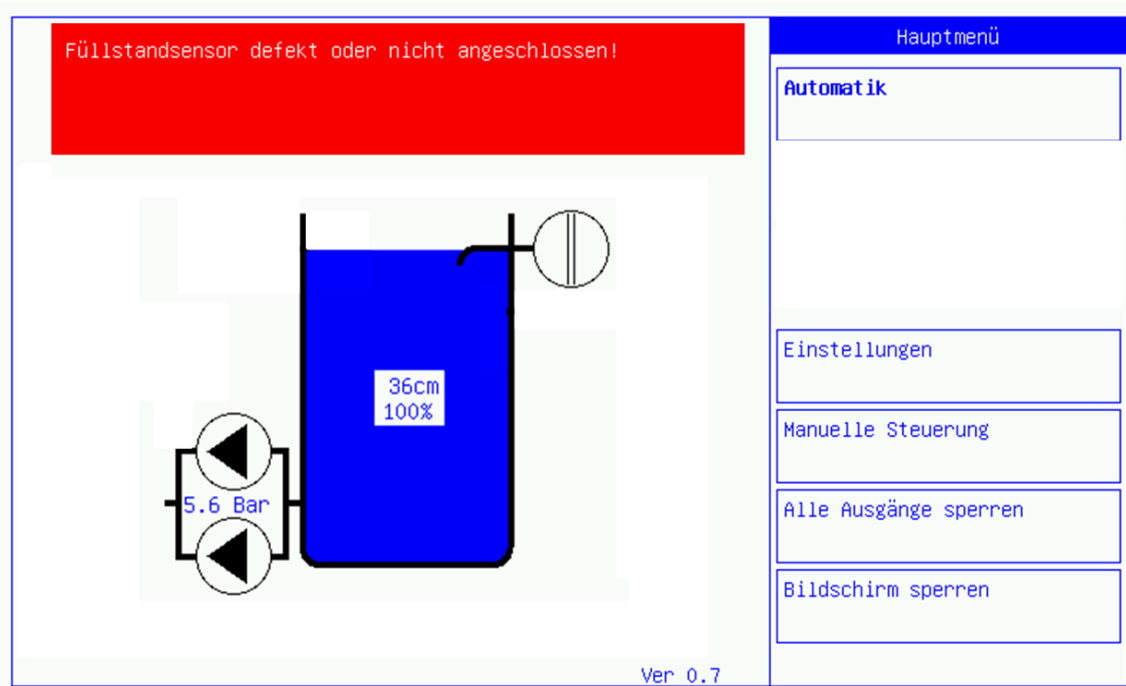 Füllstandsensor defekt oder nicht angeschlossen!
36cm
100%
5.6 Bar
Ver 0.7
Hauptmenü
Automatik
Einstellungen
Manuelle Steuerung
Alle Ausgänge sperren
Bildschirm sperren